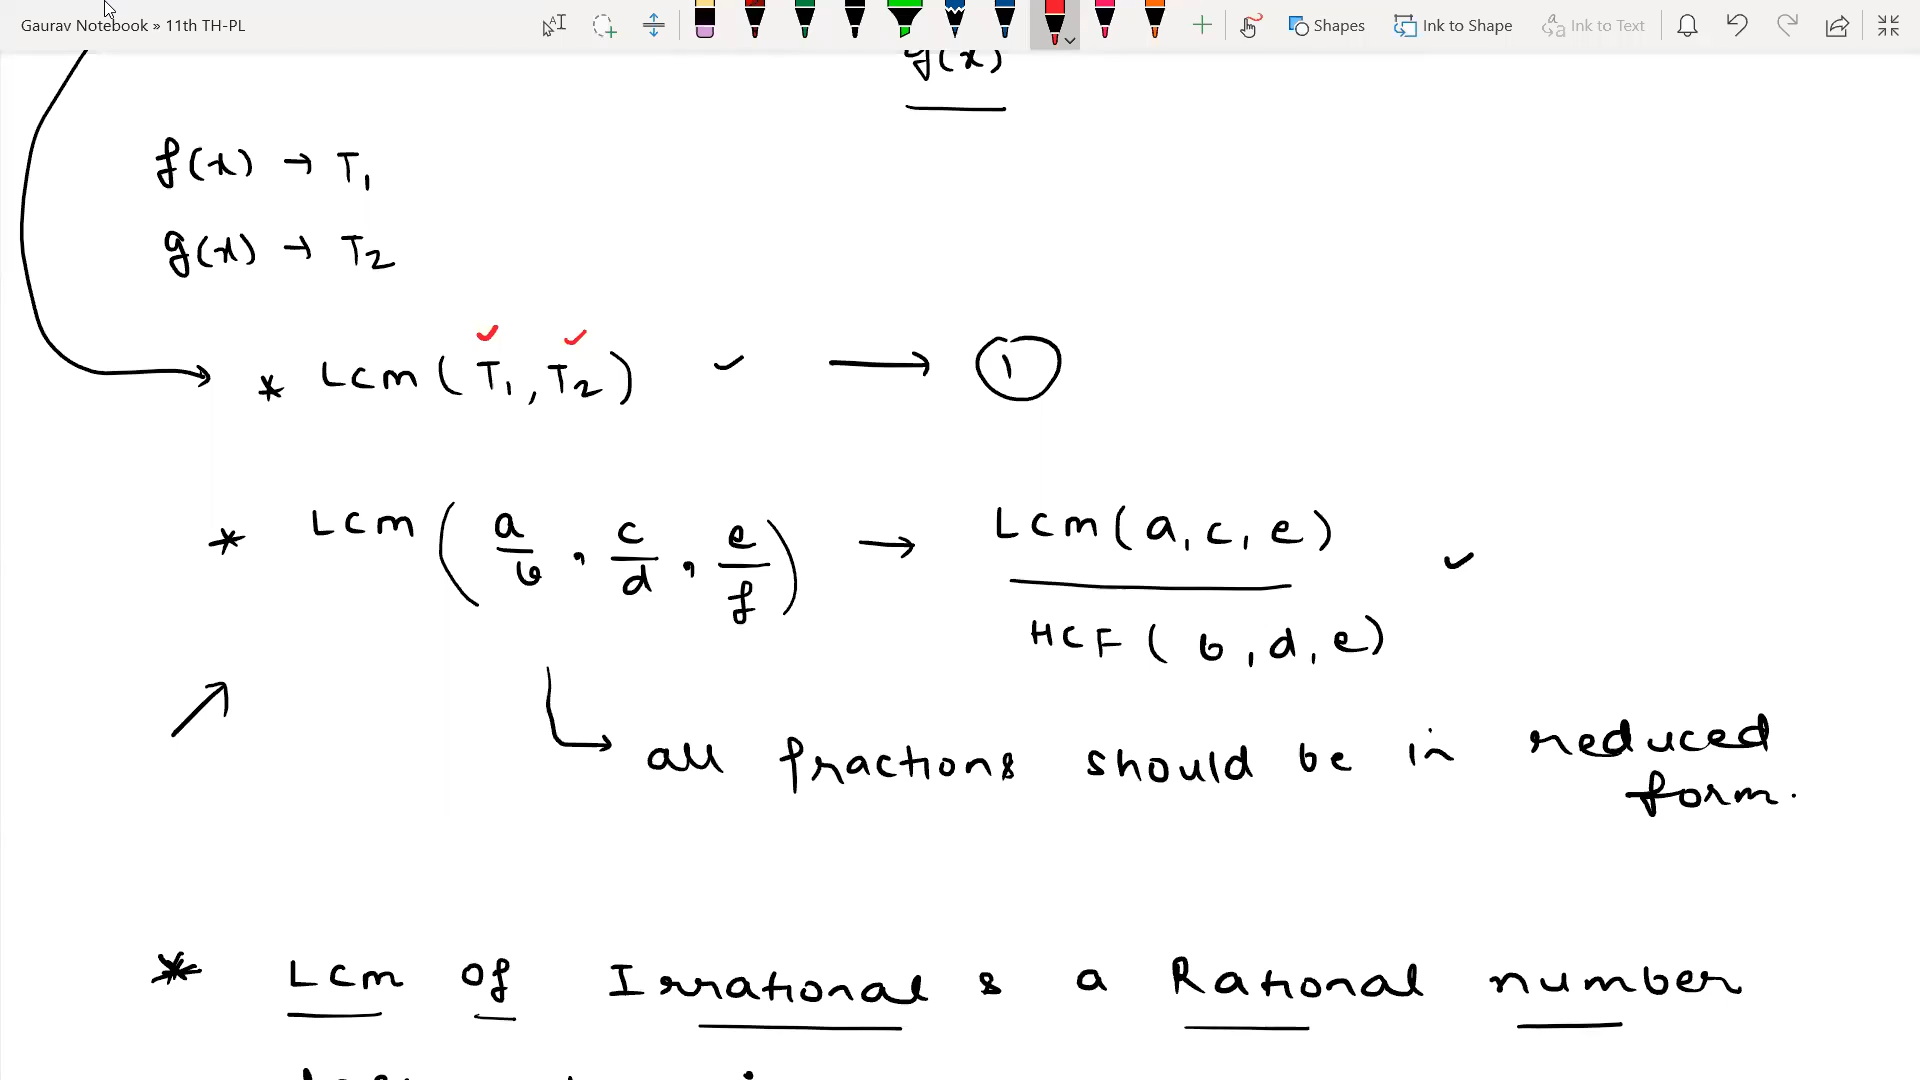 Gaurav Notebook » 11th TH-PL
Shapes
Ink to Shape
Ink to Text
g(x)
f(x) → T1
g(x) → T2
* LCM ( T1, T2 ) ✓ → 1
* LCM ( a/b , c/d , e/f ) → LCM ( a, c, e ) / HCF ( b, d, e ) ✓
all fractions should be in reduced
form.
* LCM of Irrational & a Rational number